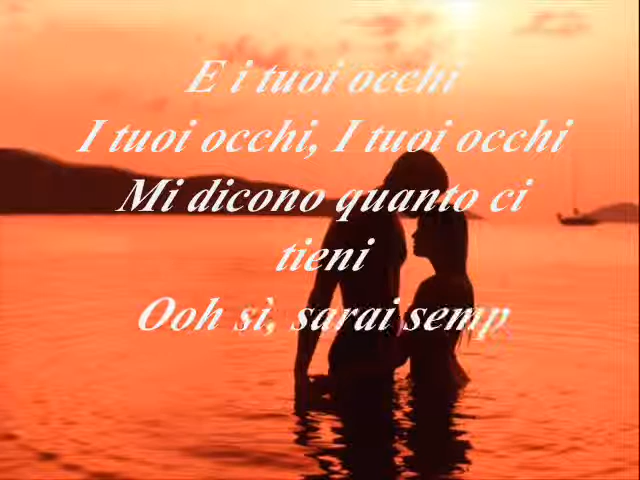 E i tuoi occhi
I tuoi occhi, I tuoi occhi
Mi dicono quanto ci
tieni
Ooh sì, sarai semp